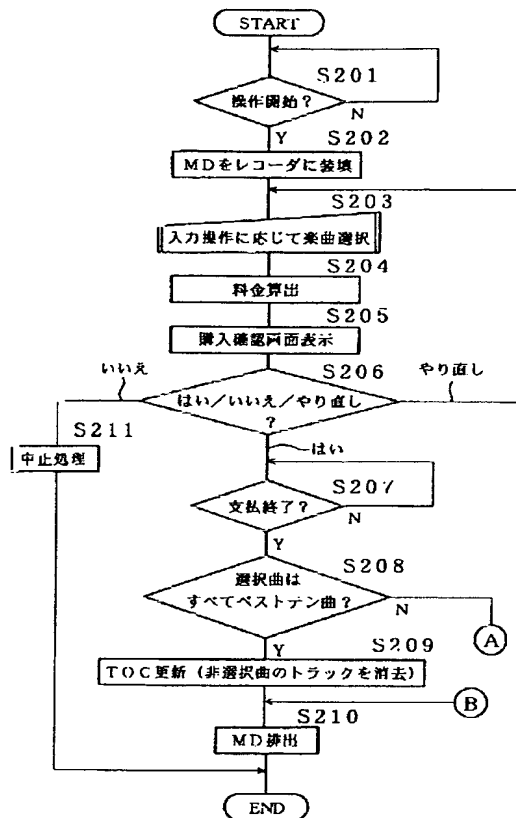 START
S201
操作開始?
N
Y
S202
MDをレコーダに装填
S203
入力操作に応じて楽曲選択
S204
料金算出
S205
購入確認画面表示
S206
いいえ
やり直し
はい/いいえ/やり直し
?
S211
中止処理
はい
S207
支払終了?
N
Y
S208
選択曲は
すべてベストテン曲?
N
A
Y
S209
TOC更新(非選択曲のトラックを消去)
B
S210
MD排出
END